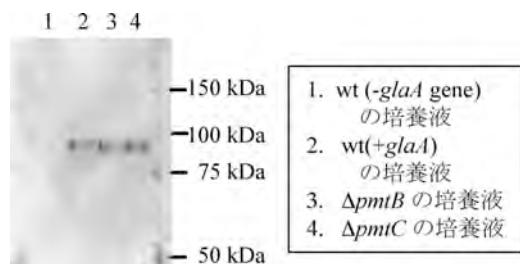 1 2 3 4
150 kDa
100 kDa
75 kDa
50 kDa
1. wt (-glaA gene)
の培養液
2. wt(+glaA)
の培養液
3. ΔpmtB の培養液
4. ΔpmtC の培養液